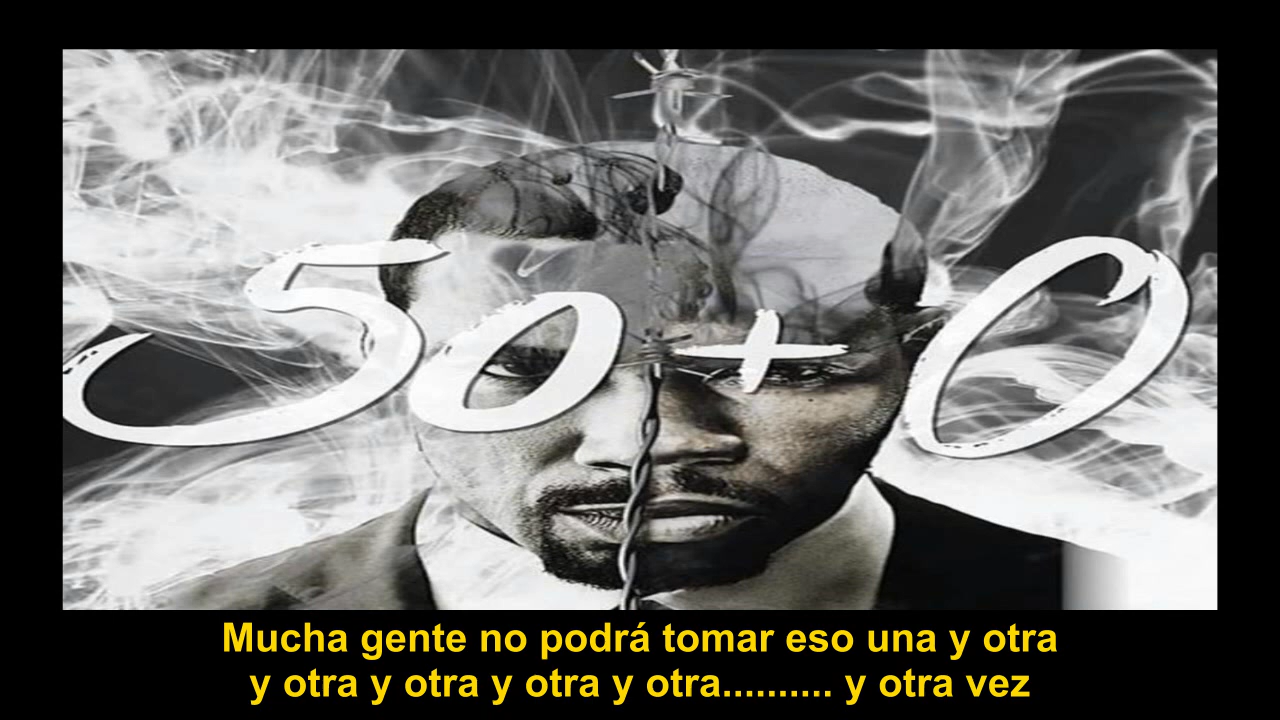 50 + 0
Mucha gente no podrá tomar eso una y otra
y otra y otra y otra y otra.......... y otra vez